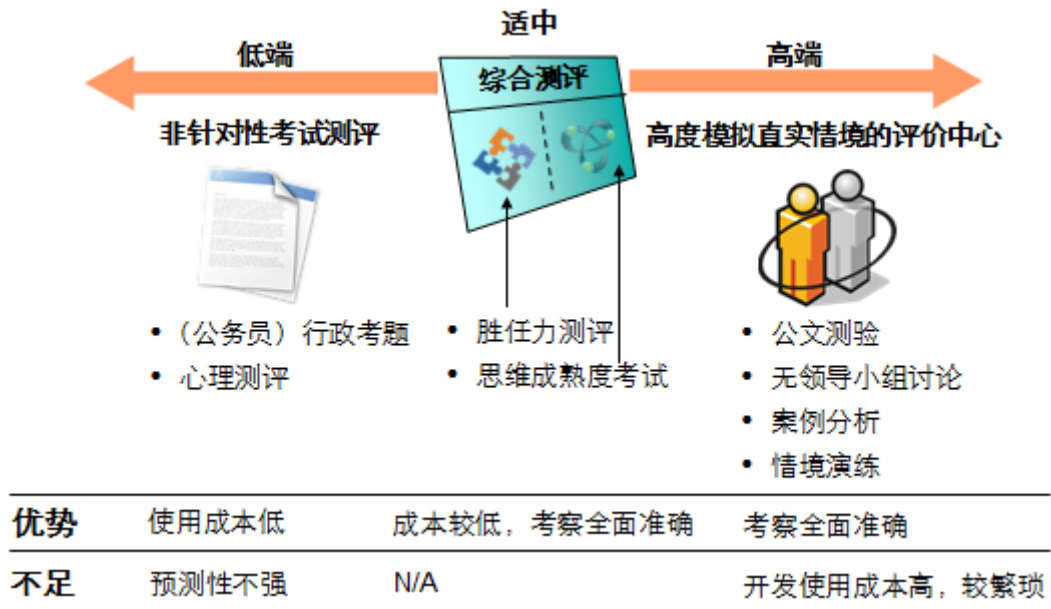 适中
低端
高端
综合测评
非针对性考试测评
高度模拟直实情境的评价中心
• （公务员）行政考题
• 心理测评
• 胜任力测评
• 思维成熟度考试
• 公文测验
• 无领导小组讨论
• 案例分析
• 情境演练
优势 使用成本低 成本较低，考察全面准确 考察全面准确
不足 预测性不强 N/A 开发使用成本高，较繁琐